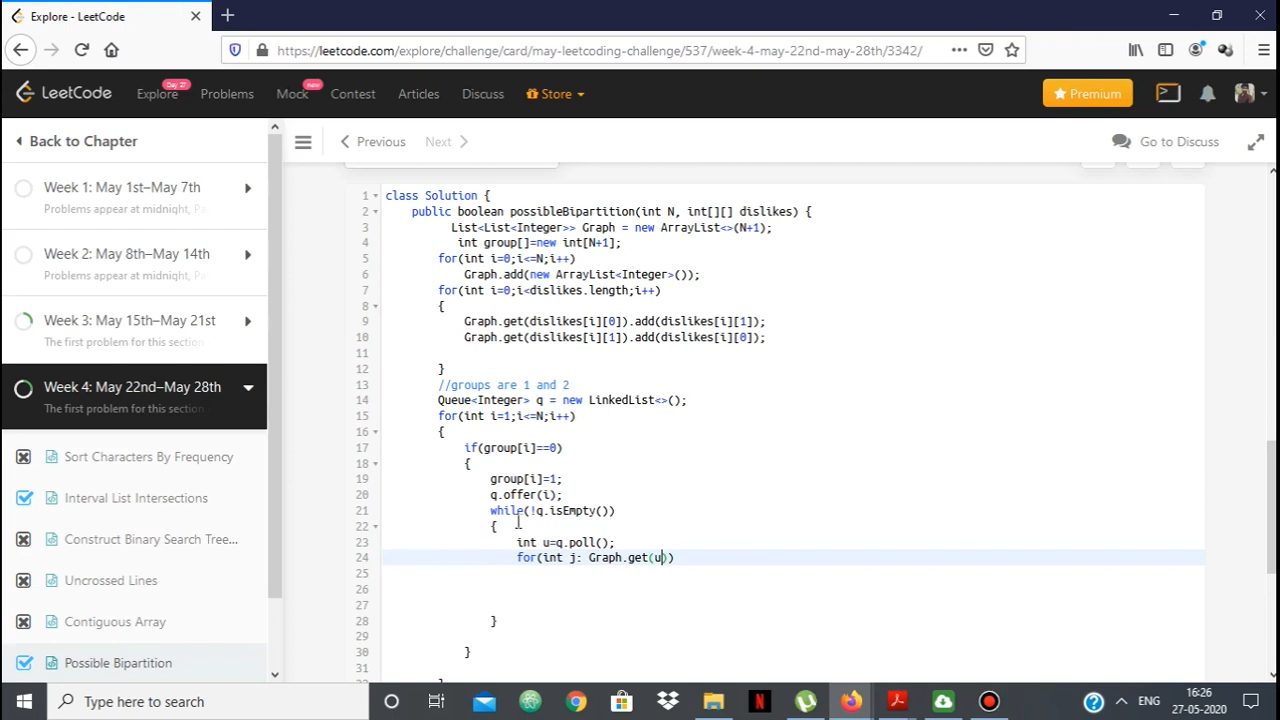 Explore - LeetCode
https://leetcode.com/explore/challenge/card/may-leetcoding-challenge/537/week-4-may-22nd-may-28th/3342/
LeetCode
Explore
Day 27
Problems
Mock
new
Contest
Articles
Discuss
Store
Premium
Back to Chapter
Previous
Next
Go to Discuss
Week 1: May 1st–May 7th
Problems appear at midnight, Pa
Week 2: May 8th–May 14th
Problems appear at midnight, Pa
Week 3: May 15th–May 21st
The first problem for this section
Week 4: May 22nd–May 28th
The first problem for this section
Sort Characters By Frequency
Interval List Intersections
Construct Binary Search Tree...
Uncrossed Lines
Contiguous Array
Possible Bipartition
1 class Solution {
2 public boolean possibleBipartition(int N, int[][] dislikes) {
3 List<List<Integer>> Graph = new ArrayList<>(N+1);
4 int group[]=new int[N+1];
5 for(int i=0;i<=N;i++)
6 Graph.add(new ArrayList<Integer>());
7 for(int i=0;i<dislikes.length;i++)
8 {
9 Graph.get(dislikes[i][0]).add(dislikes[i][1]);
10 Graph.get(dislikes[i][1]).add(dislikes[i][0]);
11
12 }
13 //groups are 1 and 2
14 Queue<Integer> q = new LinkedList<>();
15 for(int i=1;i<=N;i++)
16 {
17 if(group[i]==0)
18 {
19 group[i]=1;
20 q.offer(i);
21 while(!q.isEmpty())
22 {
23 int u=q.poll();
24 for(int j: Graph.get(u))
25
26
27
28 }
29
30 }
31
Type here to search
ENG
16:26
27-05-2020